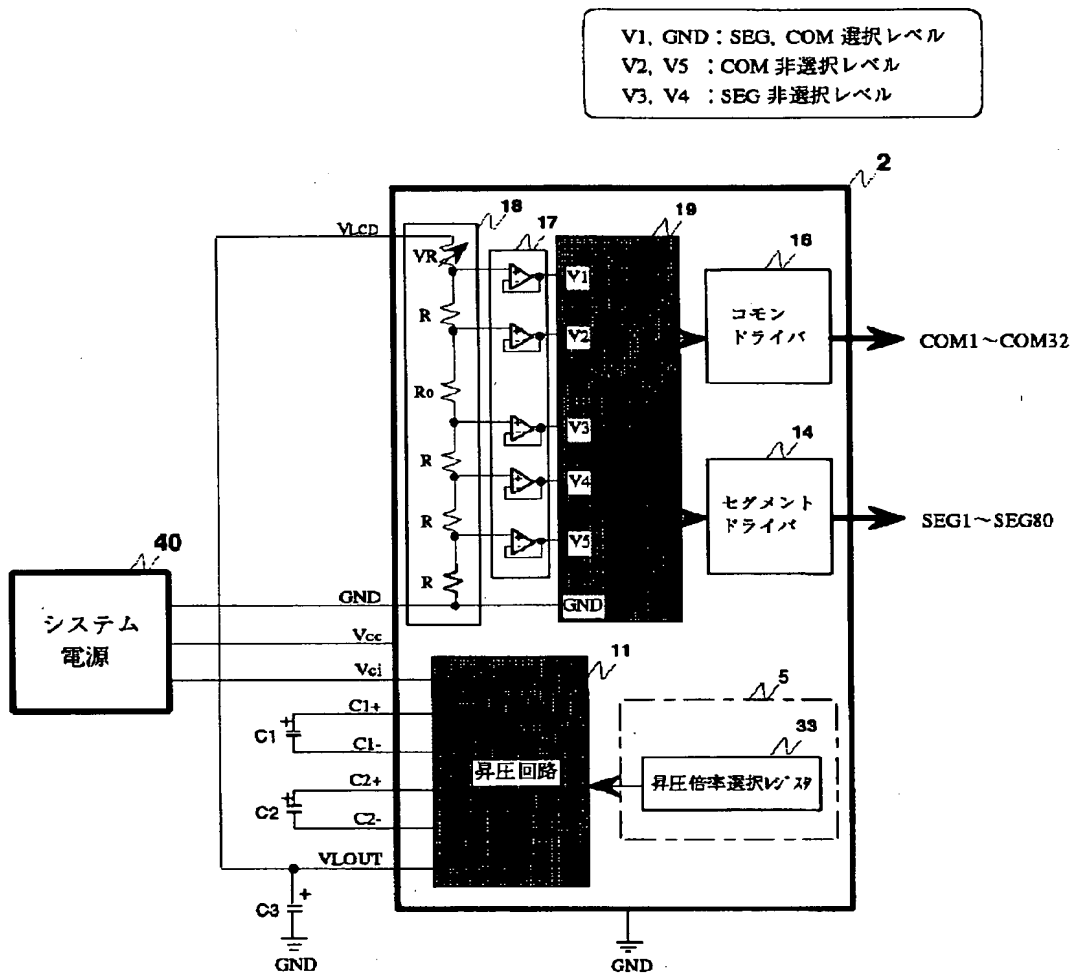 V1, GND : SEG, COM 選択レベル
V2, V5 : COM 非選択レベル
V3, V4 : SEG 非選択レベル
2
18
17
19
16
VLCD
VR
V1
コモン
ドライバ
R
V2
COM1～COM32
Ro
14
V3
R
V4
セグメント
ドライバ
SEG1～SEG80
R
V5
40
R
GND
GND
システム
電源
Vcc
11
Vci
5
C1+
33
C1
C1-
昇圧回路
昇圧倍率選択レジスタ
C2+
C2
C2-
VLOUT
C3
GND
GND